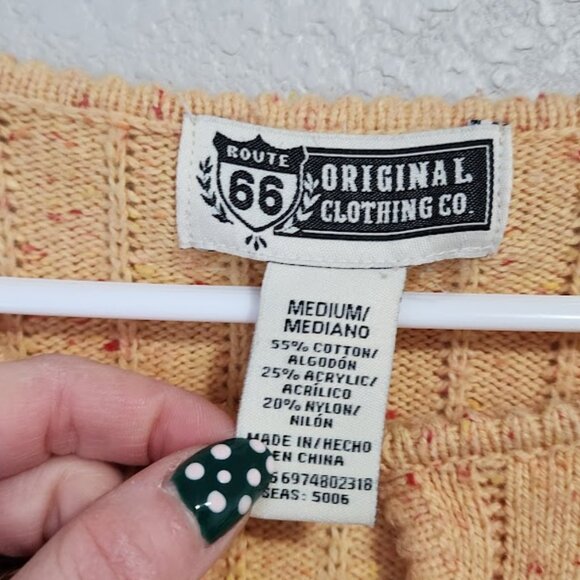 ROUTE
66
ORIGINAL
CLOTHING CO.
MEDIUM/
MEDIANO
55% COTTON/
ALGODÓN
25% ACRYLIC/
ACRÍLICO
20% NYLON/
NILÓN
MADE IN/HECHO
EN CHINA
6974802318
SEAS: 5006